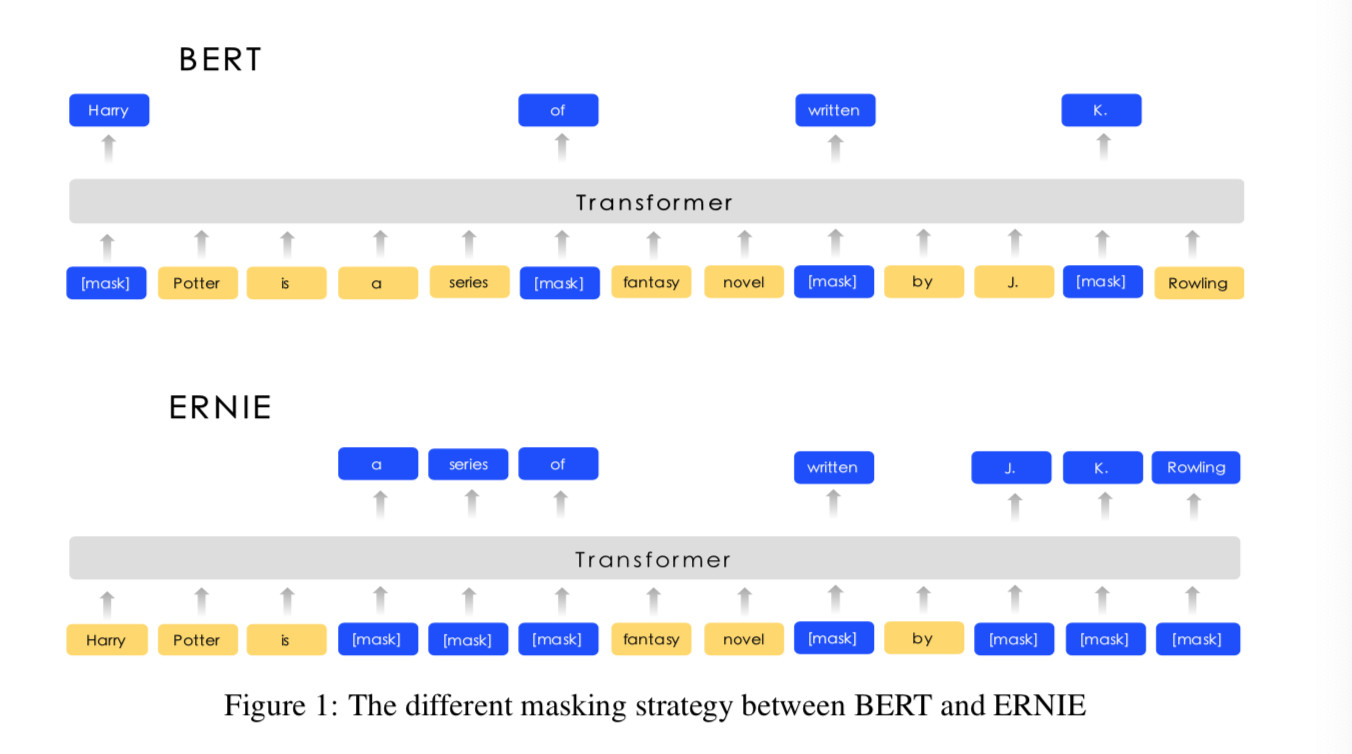 BERT
Harry of written K.
Transformer
[mask] Potter is a series [mask] fantasy novel [mask] by J. [mask] Rowling
ERNIE
a series of written J. K. Rowling
Transformer
Harry Potter is [mask] [mask] [mask] fantasy novel [mask] by [mask] [mask] [mask]
Figure 1: The different masking strategy between BERT and ERNIE